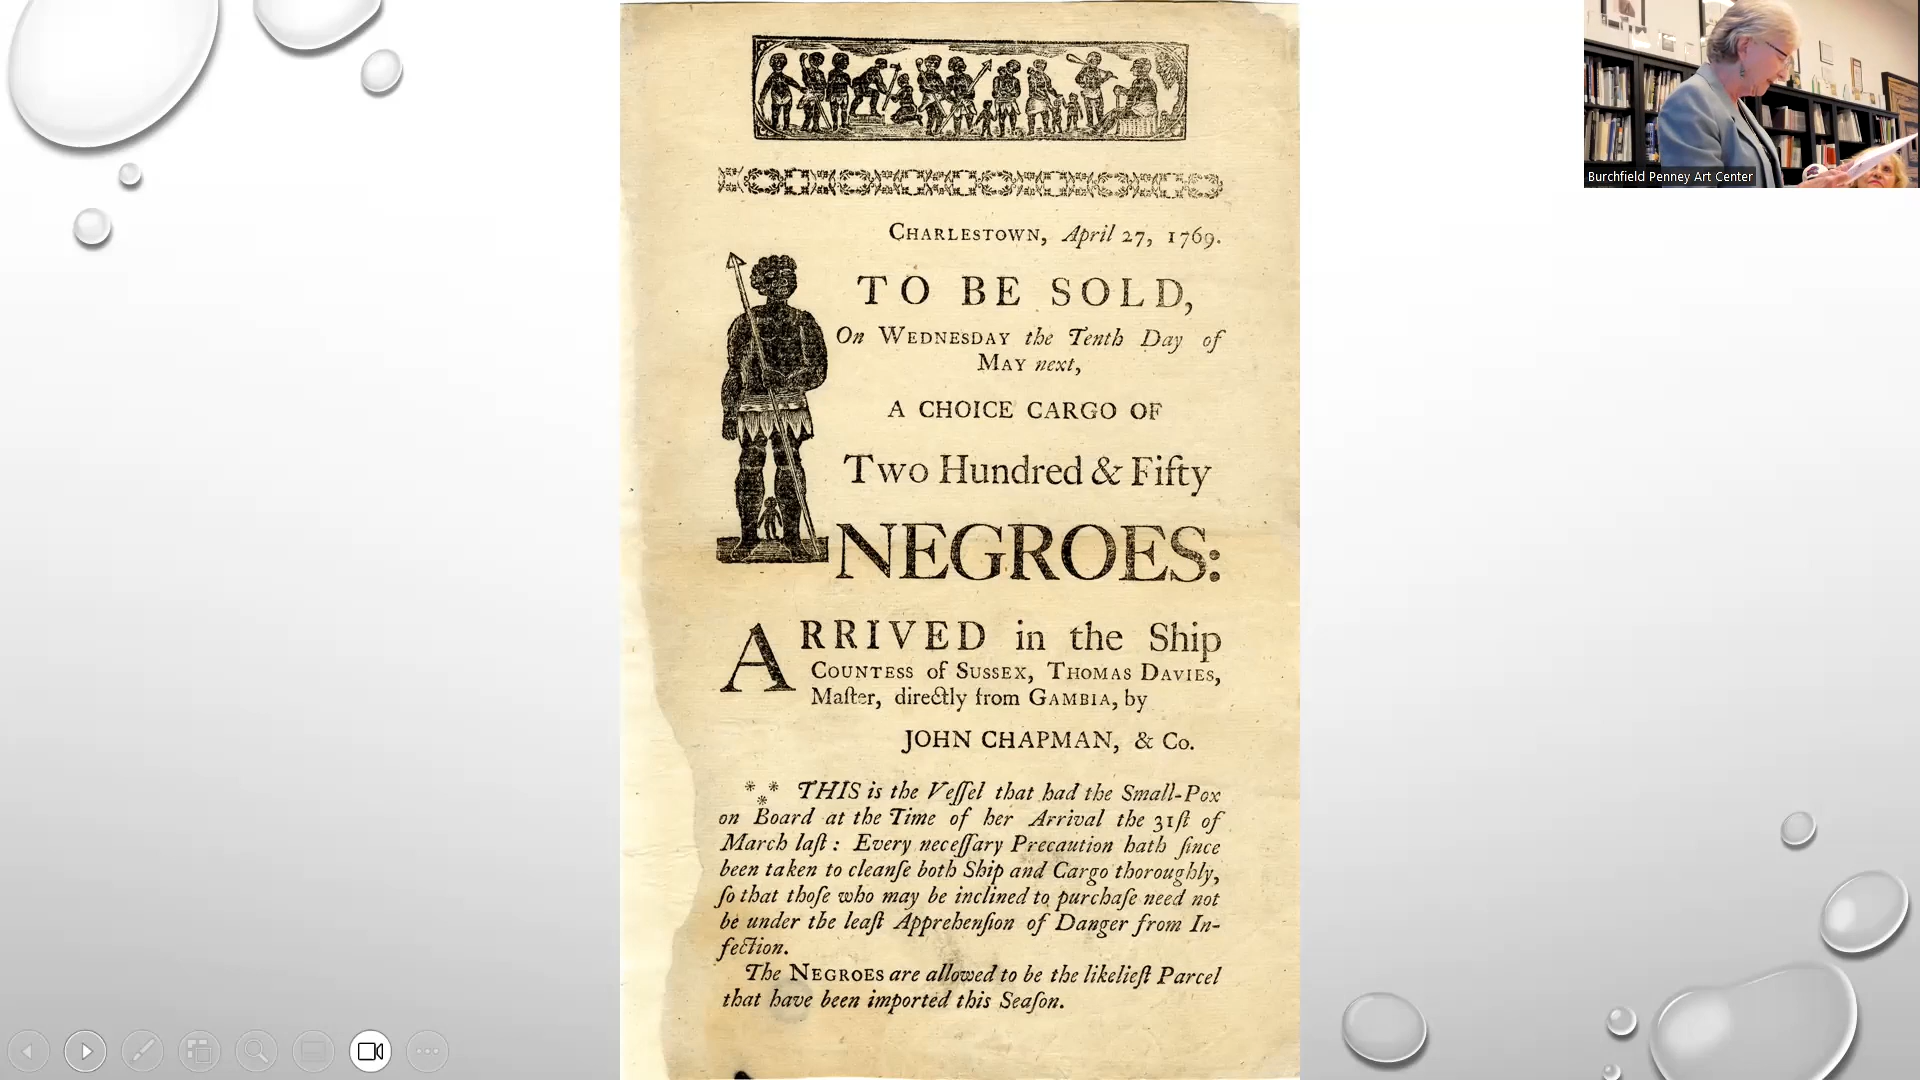 CHARLESTOWN, April 27, 1769.
TO BE SOLD,
On WEDNESDAY the Tenth Day of
MAY next,
A CHOICE CARGO OF
Two Hundred & Fifty
NEGROES:
ARRIVED in the Ship
COUNTESS of SUSSEX, THOMAS DAVIES,
Maſter, directly from GAMBIA, by
JOHN CHAPMAN, & Co.
*⁎* THIS is the Veſſel that had the Small-Pox
on Board at the Time of her Arrival the 31ſt of
March laſt : Every neceſſary Precaution hath ſince
been taken to cleanſe both Ship and Cargo thoroughly,
ſo that thoſe who may be inclined to purchaſe need not
be under the leaſt Apprehenſion of Danger from In-
fection.
The NEGROES are allowed to be the likelieſt Parcel
that have been imported this Seaſon.
Burchfield Penney Art Center